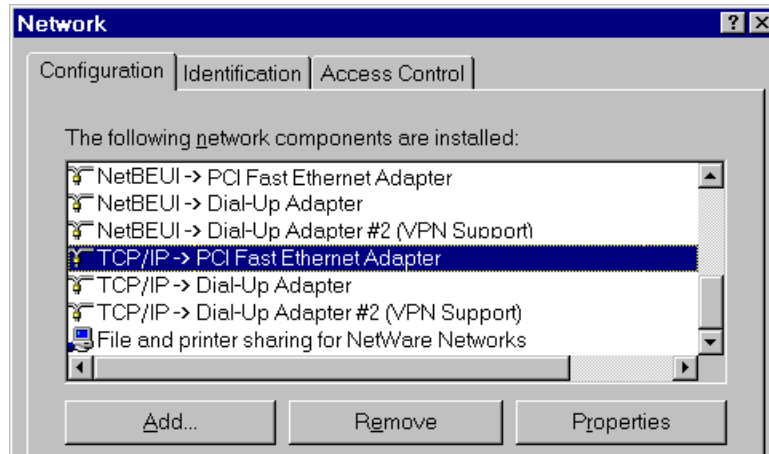 Network
Configuration Identification Access Control
The following network components are installed:
NetBEUI -> PCI Fast Ethernet Adapter
NetBEUI -> Dial-Up Adapter
NetBEUI -> Dial-Up Adapter #2 (VPN Support)
TCP/IP -> PCI Fast Ethernet Adapter
TCP/IP -> Dial-Up Adapter
TCP/IP -> Dial-Up Adapter #2 (VPN Support)
File and printer sharing for NetWare Networks
Add... Remove Properties